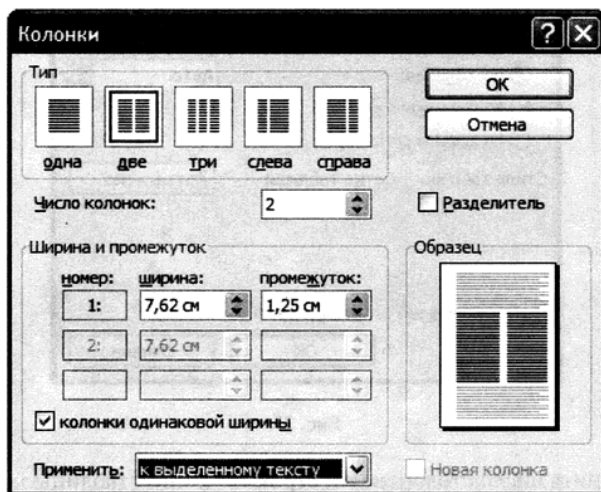 Колонки
Тип
одна две три слева справа
ОК
Отмена
Число колонок: 2
Разделитель
Ширина и промежуток
номер: ширина: промежуток:
1: 7,62 см 1,25 см
2: 7,62 см
колонки одинаковой ширины
Образец
Применить: к выделенному тексту
Новая колонка